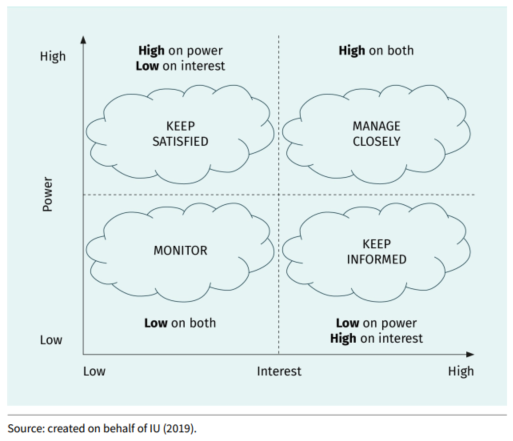 High
High on power
Low on interest
High on both
KEEP
SATISFIED
MANAGE
CLOSELY
Power
MONITOR
KEEP
INFORMED
Low on both
Low on power
High on interest
Low
Low
Interest
High
Source: created on behalf of IU (2019).